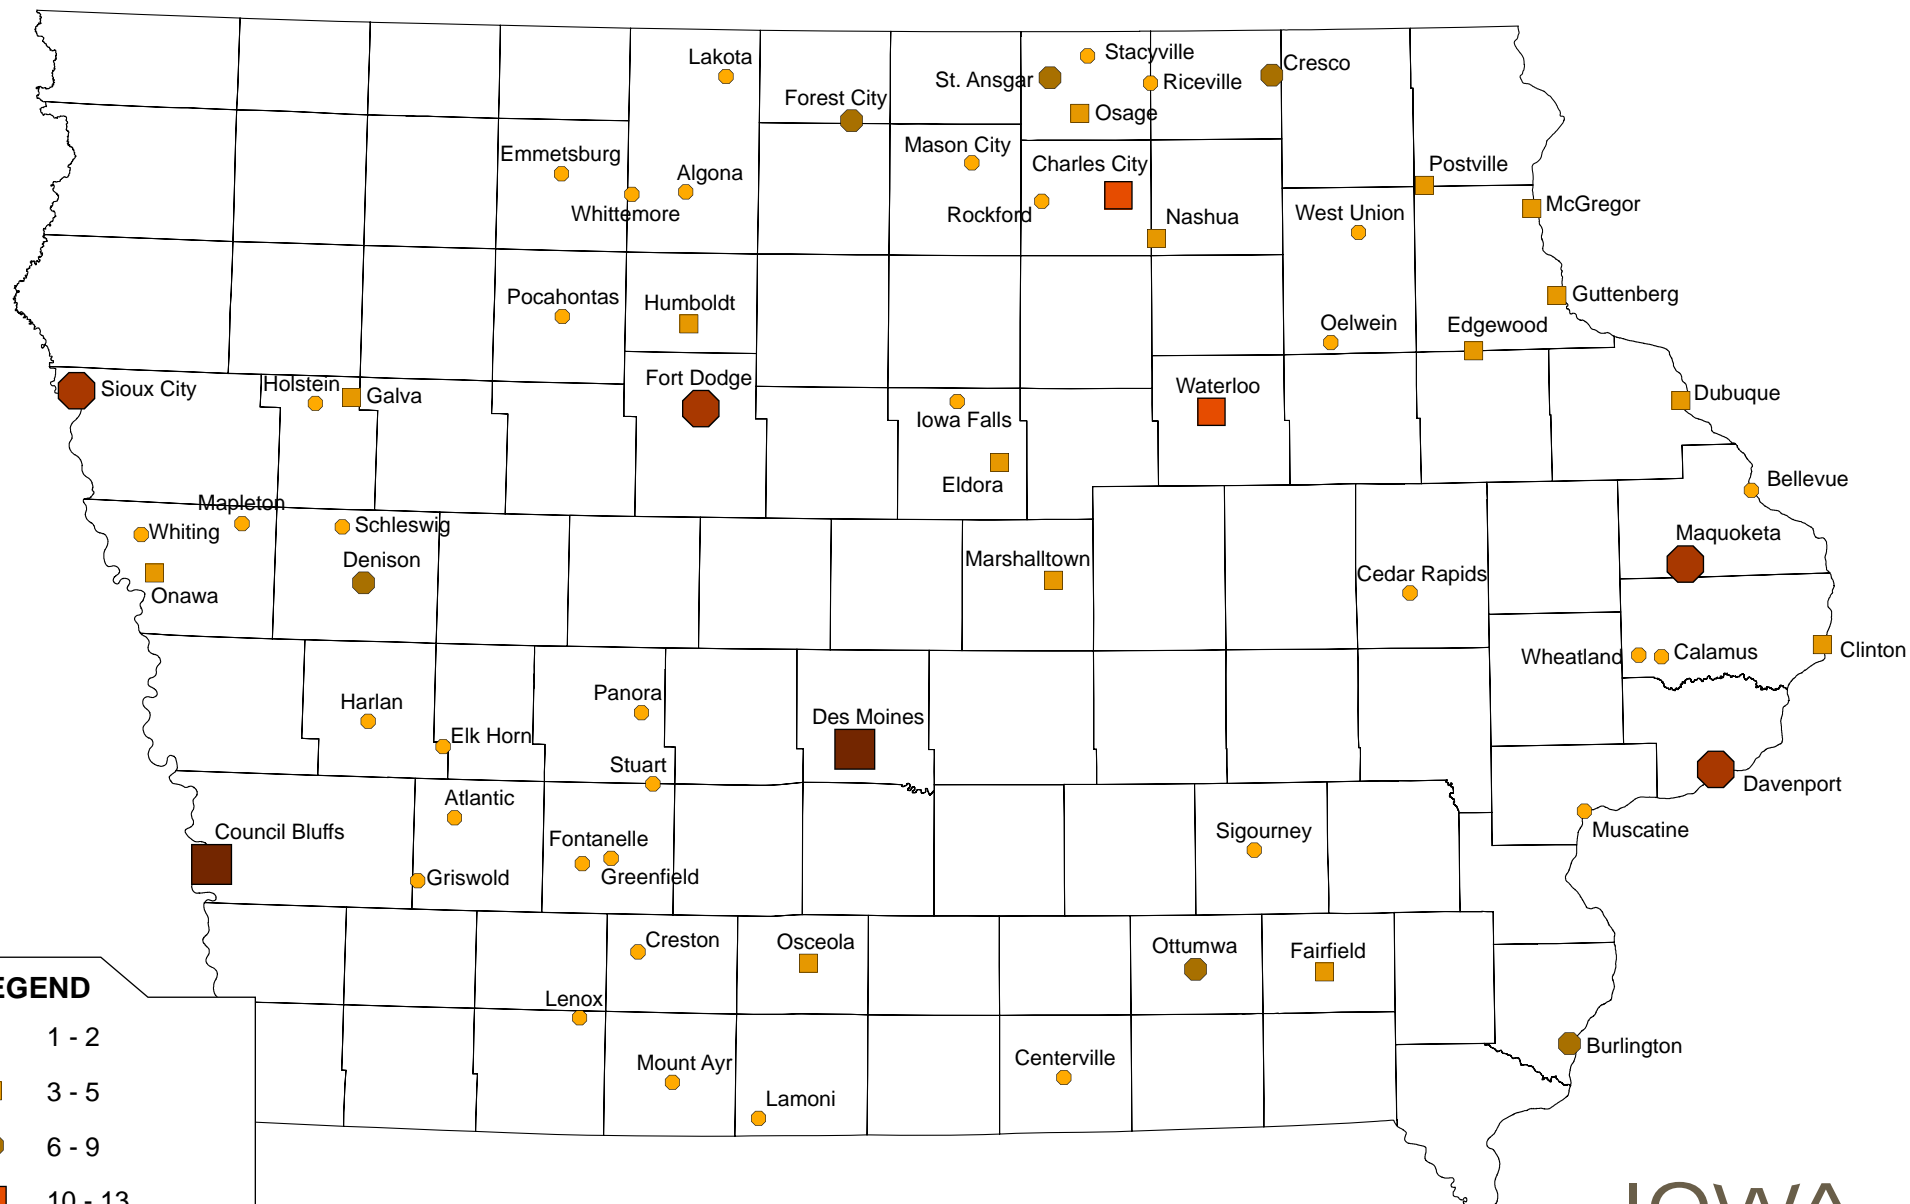 Lakota
Stacyville
Cresco
St. Ansgar
Riceville
Forest City
Osage
Mason City
Emmetsburg
Charles City
Postville
Algona
McGregor
Whittemore
Rockford
Nashua
West Union
Pocahontas
Humboldt
Guttenberg
Oelwein
Edgewood
Fort Dodge
Holstein
Sioux City
Galva
Waterloo
Dubuque
Iowa Falls
Eldora
Bellevue
Mapleton
Whiting
Schleswig
Maquoketa
Denison
Marshalltown
Cedar Rapids
Onawa
Wheatland
Calamus
Clinton
Harlan
Panora
Des Moines
Elk Horn
Stuart
Davenport
Atlantic
Council Bluffs
Fontanelle
Sigourney
Muscatine
Griswold
Greenfield
Creston
Osceola
Ottumwa
Fairfield
Lenox
Burlington
Mount Ayr
Centerville
Lamoni
EGEND
1 - 2
3 - 5
6 - 9
10 - 13
IOWA